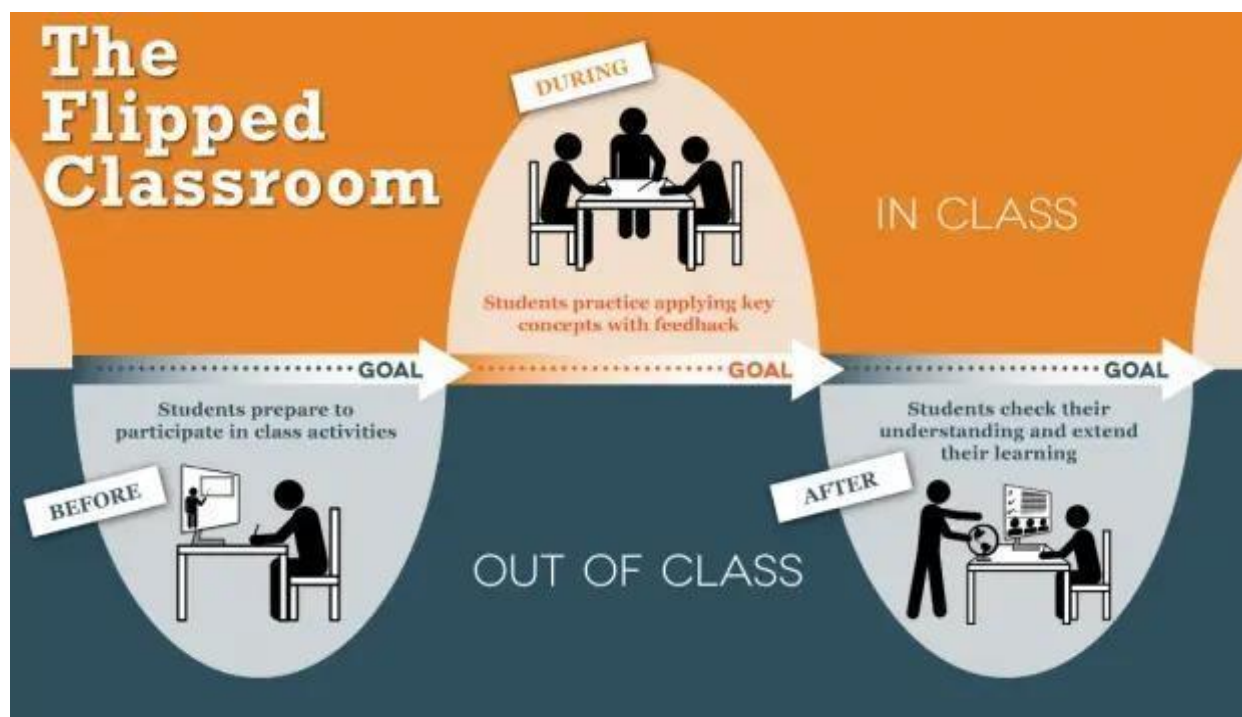 The
Flipped
Classroom
DURING
IN CLASS
Students practice applying key
concepts with feedback
GOAL
GOAL
GOAL
Students prepare to
participate in class activities
BEFORE
Students check their
understanding and extend
their learning
AFTER
OUT OF CLASS